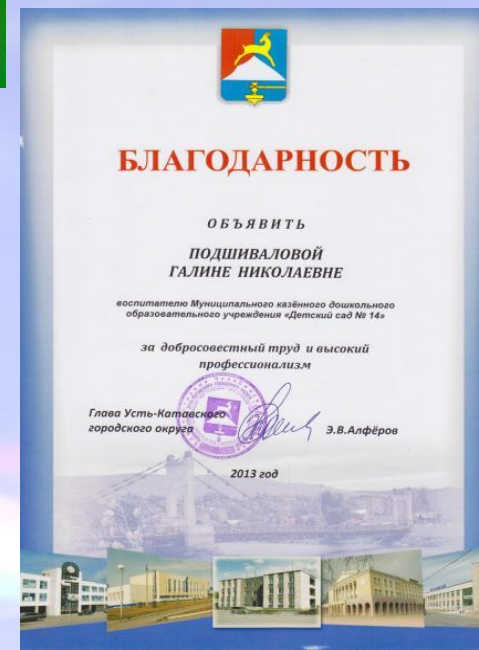 БЛАГОДАРНОСТЬ
ОБЪЯВИТЬ
ПОДШИВАЛОВОЙ
ГАЛИНЕ НИКОЛАЕВНЕ
воспитателю Муниципального казённого дошкольного
образовательного учреждения «Детский сад № 14»
за добросовестный труд и высокий
профессионализм
Глава Усть-Катавского
городского округа Э.В.Алфёров
2013 год